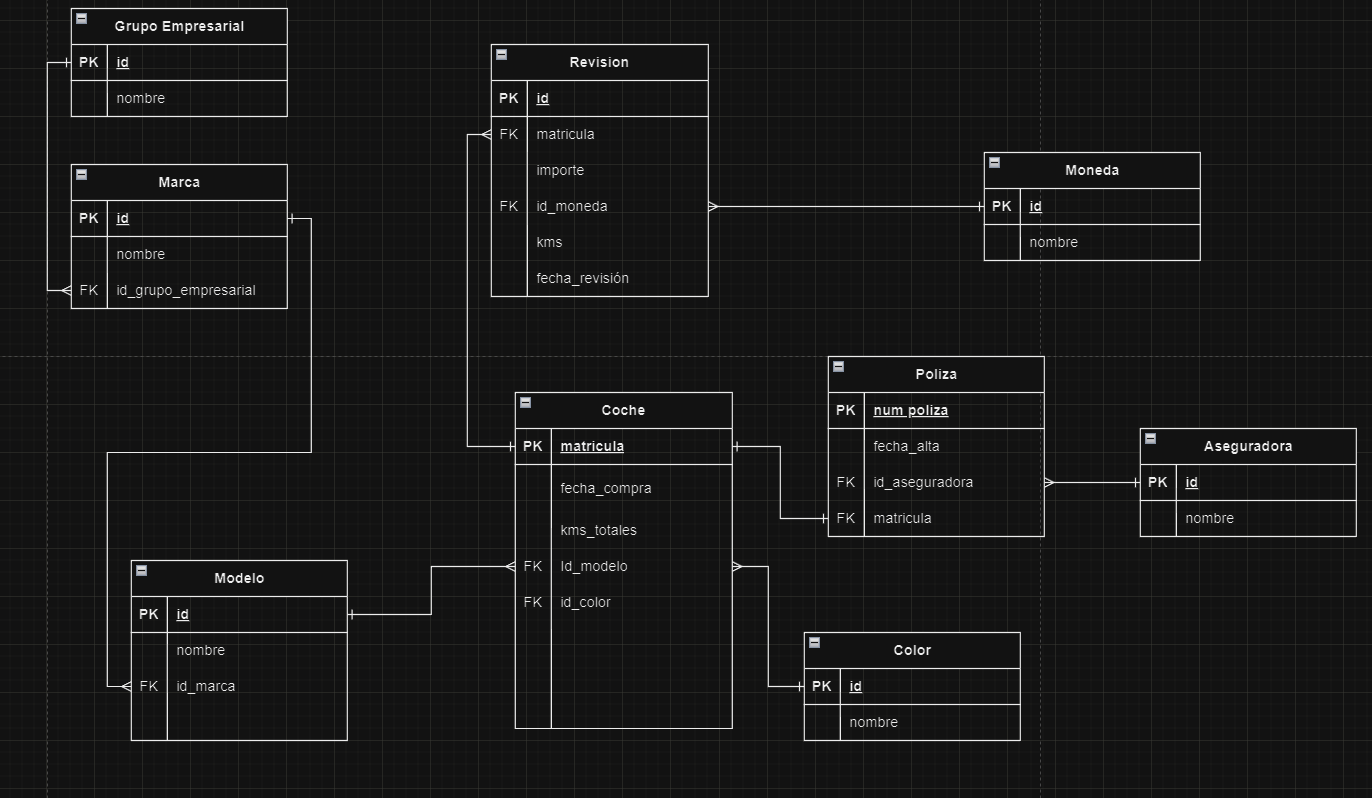 Grupo Empresarial
PK id
nombre
Marca
PK id
nombre
FK id_grupo_empresarial
Revision
PK id
FK matricula
importe
FK id_moneda
kms
fecha_revisión
Moneda
PK id
nombre
Coche
PK matricula
fecha_compra
kms_totales
FK Id_modelo
FK id_color
Poliza
PK num_poliza
fecha_alta
FK id_aseguradora
FK matricula
Aseguradora
PK id
nombre
Modelo
PK id
nombre
FK id_marca
Color
PK id
nombre